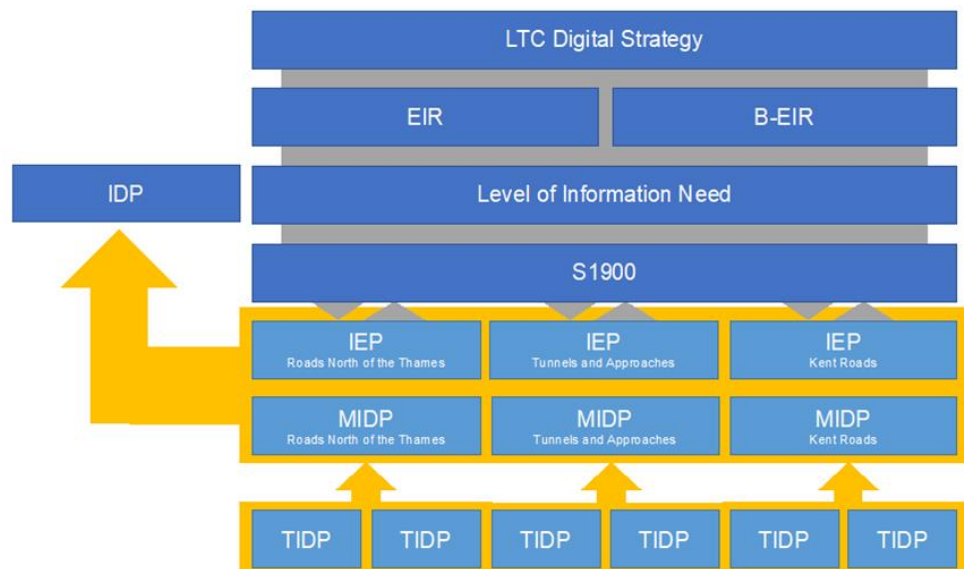 LTC Digital Strategy
EIR
B-EIR
IDP
Level of Information Need
S1900
IEP
Roads North of the Thames
IEP
Tunnels and Approaches
IEP
Kent Roads
MIDP
Roads North of the Thames
MIDP
Tunnels and Approaches
MIDP
Kent Roads
TIDP
TIDP
TIDP
TIDP
TIDP
TIDP